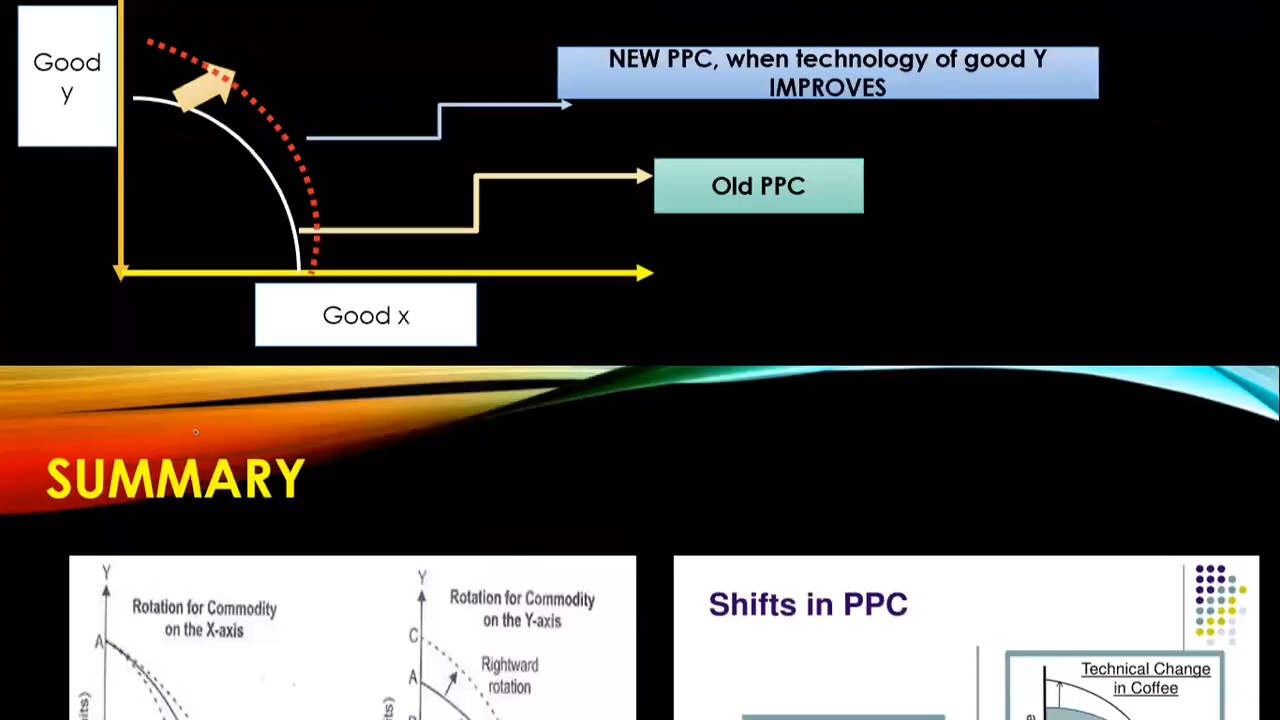 Good
y
NEW PPC, when technology of good Y
IMPROVES
Old PPC
Good x
SUMMARY
Y
Rotation for Commodity
on the X-axis
A
Y
Rotation for Commodity
on the Y-axis
C
Rightward
rotation
A
Shifts in PPC
Technical Change
in Coffee